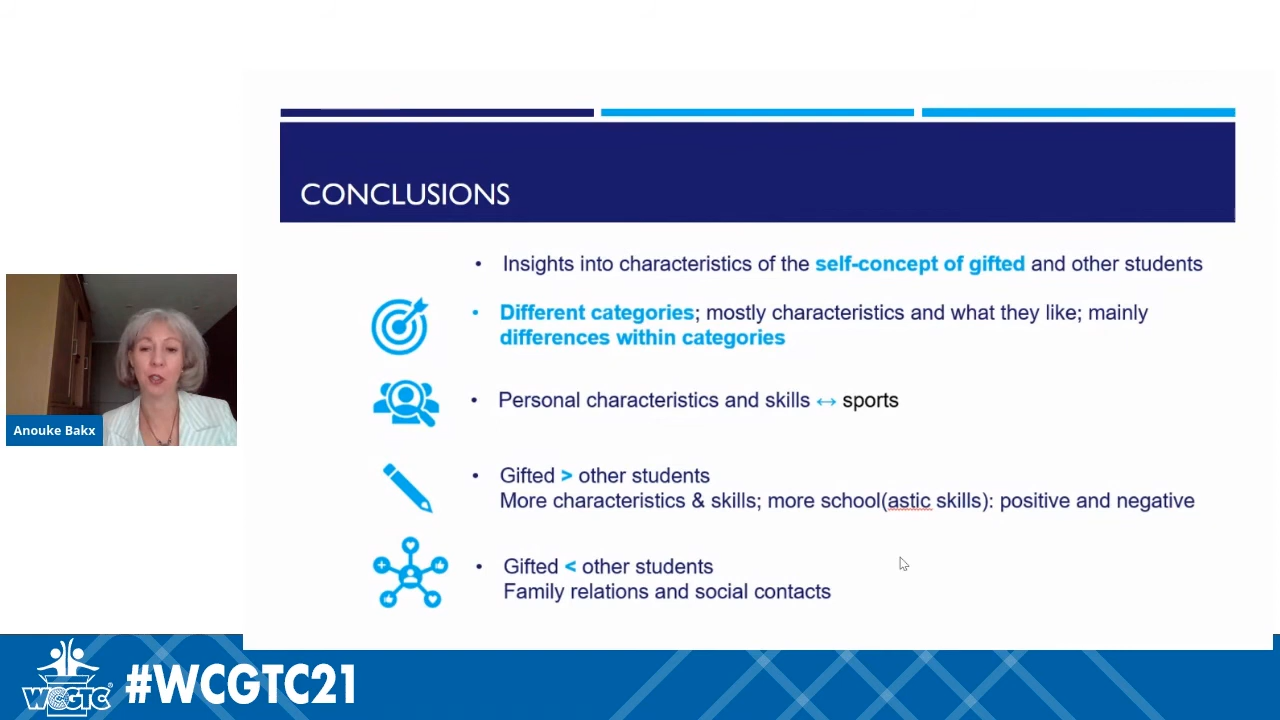 CONCLUSIONS
• Insights into characteristics of the self-concept of gifted and other students
• Different categories; mostly characteristics and what they like; mainly
differences within categories
• Personal characteristics and skills ↔ sports
• Gifted > other students
More characteristics & skills; more school(astic skills): positive and negative
• Gifted < other students
Family relations and social contacts
Anouke Bakx
WCGTC®
#WCGTC21